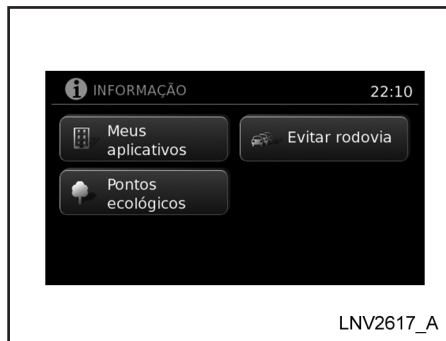 INFORMAÇÃO 22:10
Meus
aplicativos
Evitar rodovia
Pontos
ecológicos
LNV2617_A